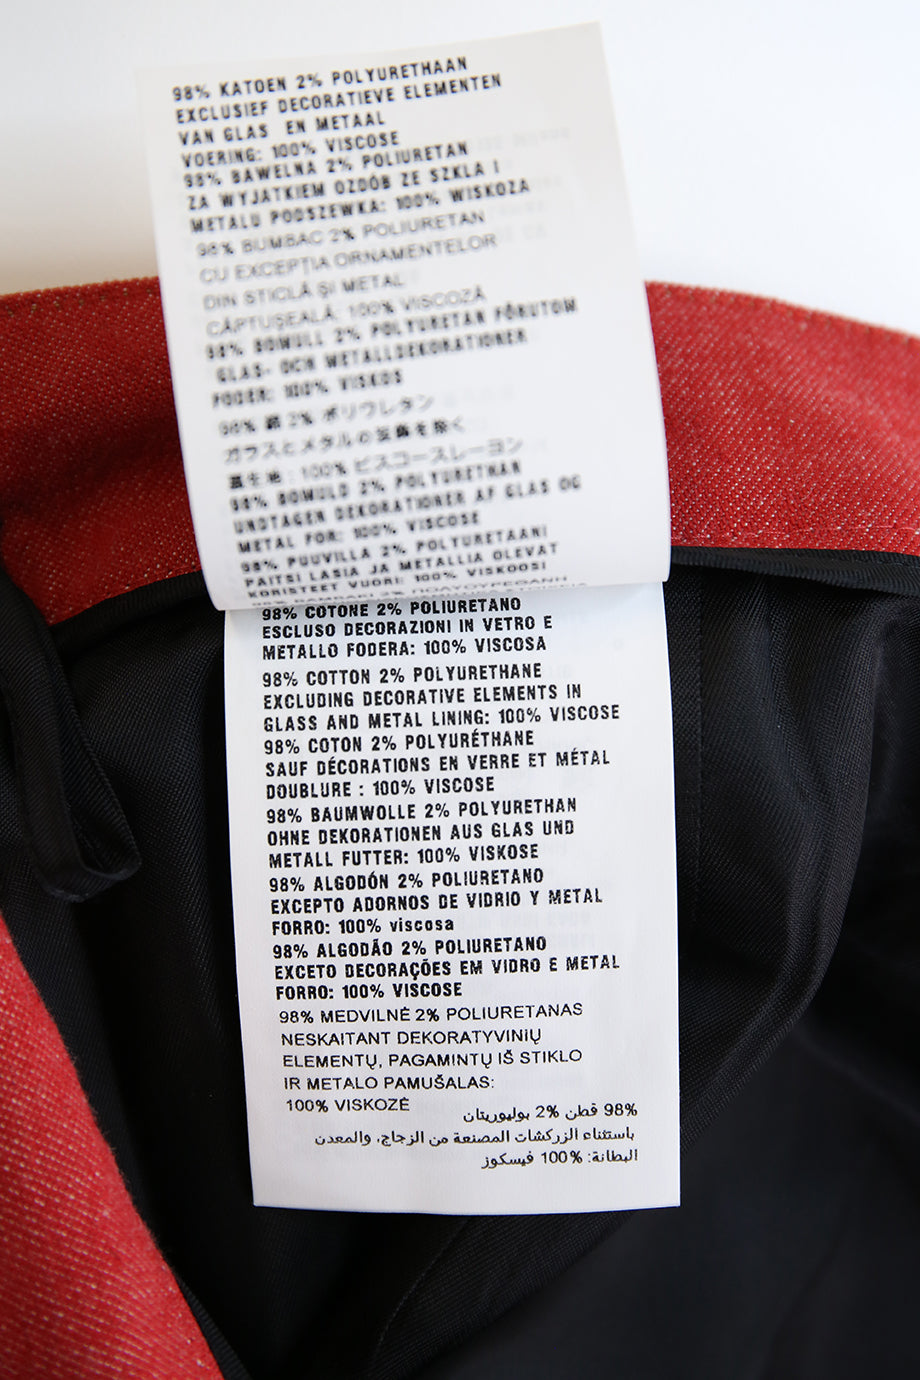 98% KATOEN 2% POLYURETHAAN
EXCLUSIEF DECORATIEVE ELEMENTEN
VAN GLAS EN METAAL
VOERING: 100% VISCOSE
98% BAWEŁNA 2% POLIURETAN
ZA WYJĄTKIEM OZDÓB ZE SZKŁA I
METALU PODSZEWKA: 100% WISKOZA
98% BUMBAC 2% POLIURETAN
CU EXCEPȚIA ORNAMENTELOR
DIN STICLĂ ȘI METAL
CĂPTUȘEALĂ: 100% VISCOZĂ
98% BOMULL 2% POLYURETAN FÖRUTOM
GLAS- OCH METALLDEKORATIONER
FODER: 100% VISKOS
98% 綿 2% ポリウレタン
ガラスとメタルの装飾を除く
裏生地：100% ビスコースレーヨン
98% BOMULD 2% POLYURETHAN
UNDTAGEN DEKORATIONER AF GLAS OG
METAL FOR: 100% VISCOSE
98% PUUVILLA 2% POLYURETAANI
PAITSI LASIA JA METALLIA OLEVAT
KORISTEET VUORI: 100% VISKOOSI
98% ΒΑΜΒΑΚΙ 2% ΠΟΛΥΟΥΡΕΘΑΝΗ
98% COTONE 2% POLIURETANO
ESCLUSO DECORAZIONI IN VETRO E
METALLO FODERA: 100% VISCOSA
98% COTTON 2% POLYURETHANE
EXCLUDING DECORATIVE ELEMENTS IN
GLASS AND METAL LINING: 100% VISCOSE
98% COTON 2% POLYURÉTHANE
SAUF DÉCORATIONS EN VERRE ET MÉTAL
DOUBLURE : 100% VISCOSE
98% BAUMWOLLE 2% POLYURETHAN
OHNE DEKORATIONEN AUS GLAS UND
METALL FUTTER: 100% VISKOSE
98% ALGODÓN 2% POLIURETANO
EXCEPTO ADORNOS DE VIDRIO Y METAL
FORRO: 100% viscosa
98% ALGODÃO 2% POLIURETANO
EXCETO DECORAÇÕES EM VIDRO E METAL
FORRO: 100% VISCOSE
98% MEDVILNĖ 2% POLIURETANAS
NESKAITANT DEKORATYVINIŲ
ELEMENTŲ, PAGAMINTŲ IŠ STIKLO
IR METALO PAMUŠALAS:
100% VISKOZĖ
98% قطن 2% بوليوريتان
باستثناء الزركشات المصنعة من الزجاج، والمعدن
البطانة: 100% فيسكوز